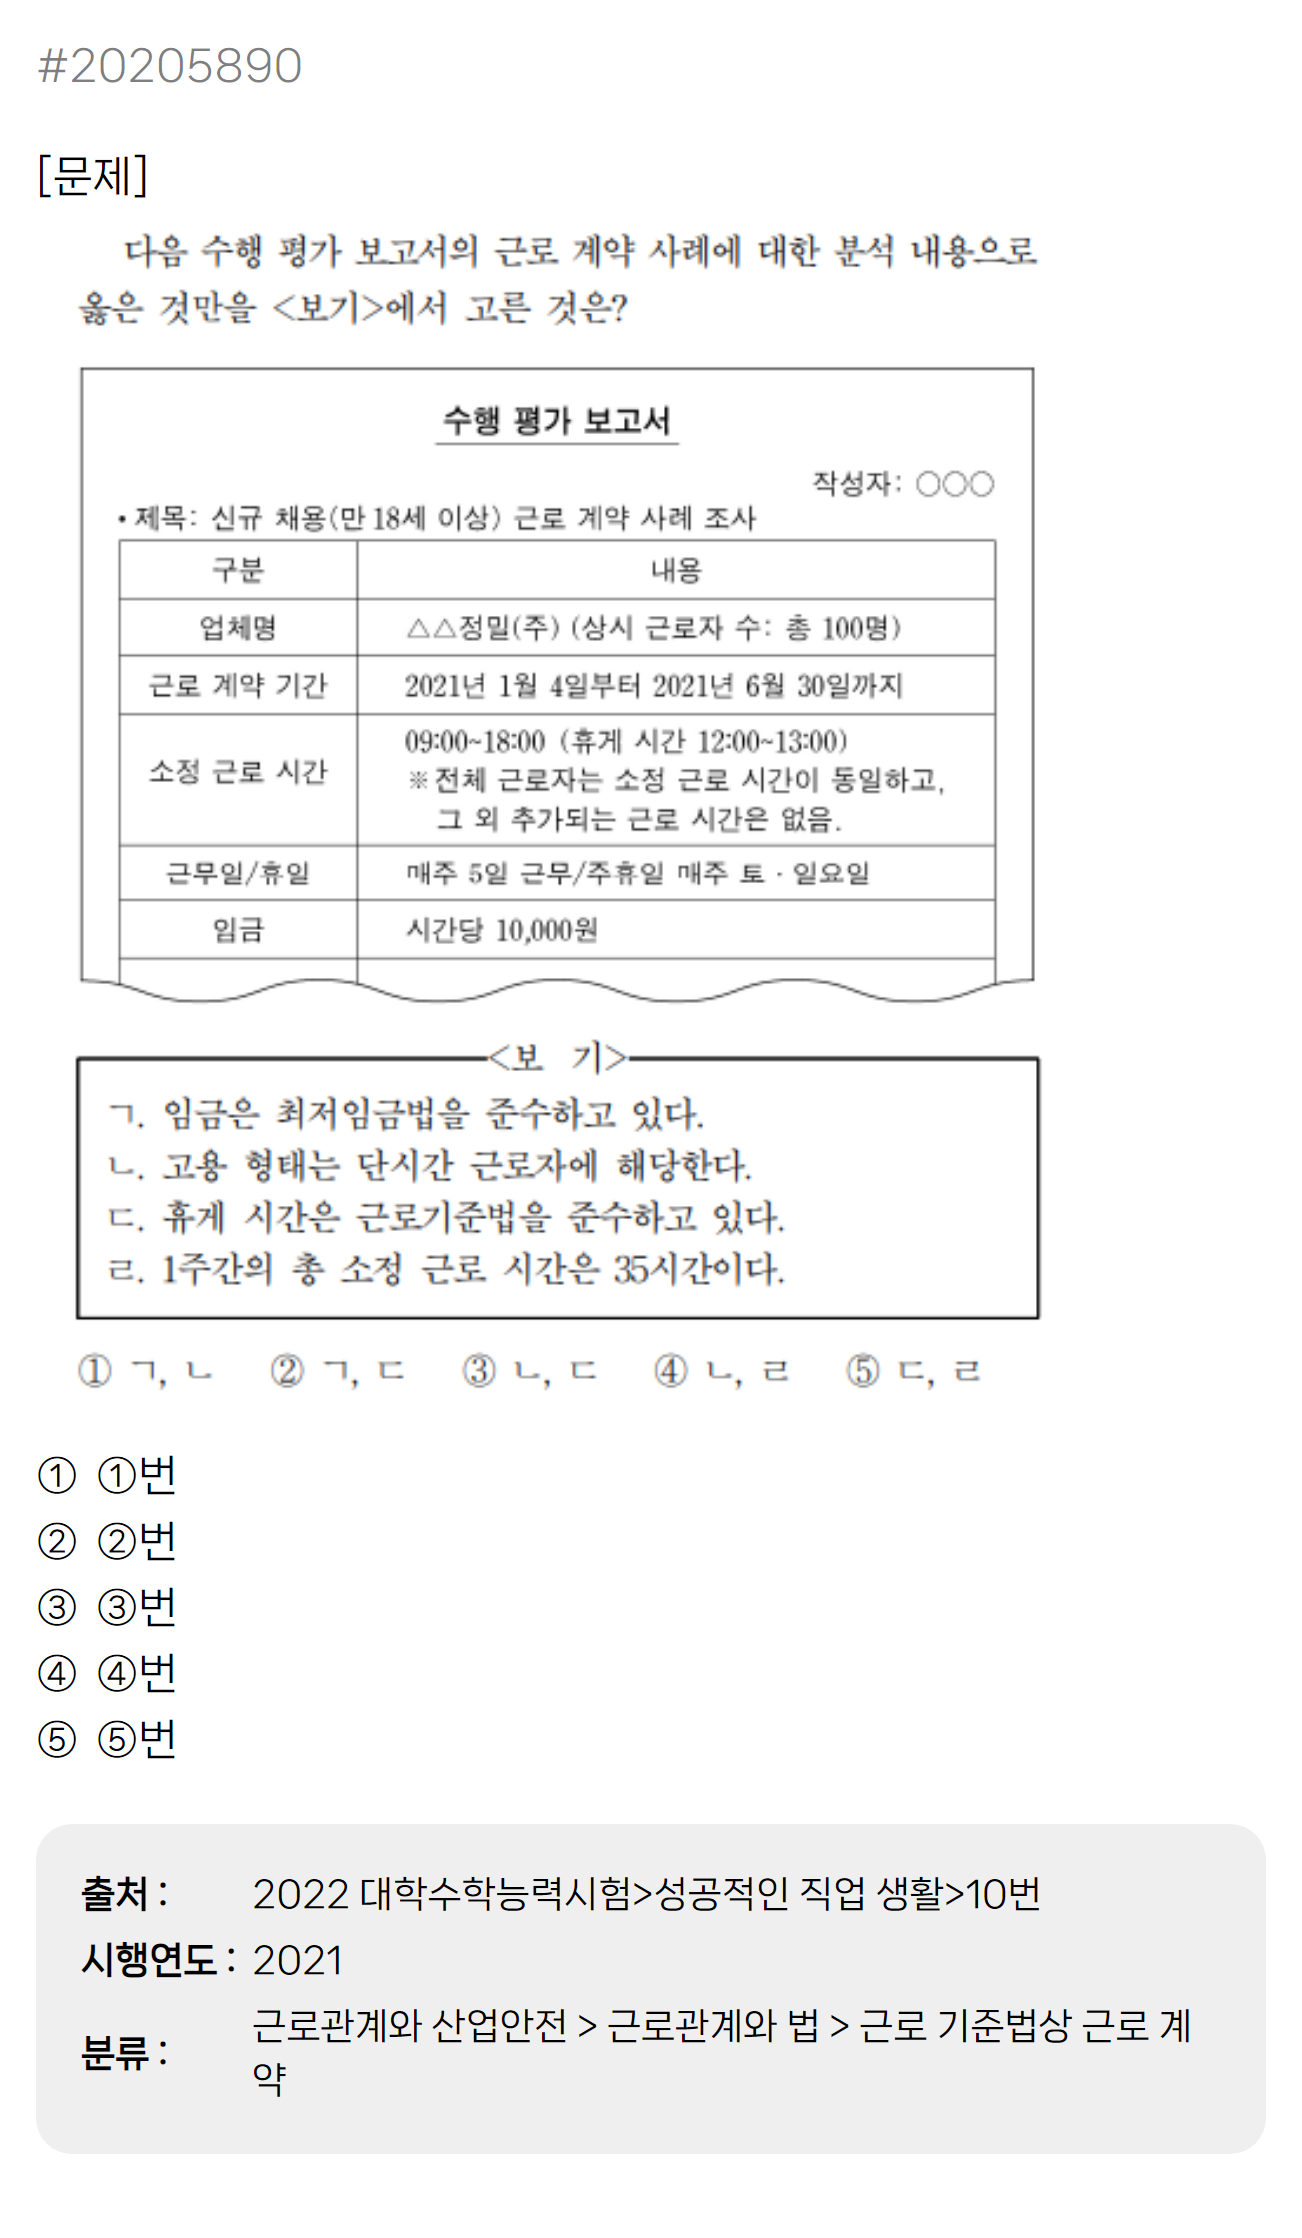 #20205890
[문제]
다음 수행 평가 보고서의 근로 계약 사례에 대한 분석 내용으로
옳은 것만을 <보기>에서 고른 것은?
수행 평가 보고서
작성자: ○○○
• 제목: 신규 채용(만 18세 이상) 근로 계약 사례 조사
구분 내용
업체명 △△정밀(주) (상시 근로자 수: 총 100명)
근로 계약 기간 2021년 1월 4일부터 2021년 6월 30일까지
소정 근로 시간 09:00~18:00 (휴게 시간 12:00~13:00)
※ 전체 근로자는 소정 근로 시간이 동일하고,
그 외 추가되는 근로 시간은 없음.
근무일/휴일 매주 5일 근무/주휴일 매주 토·일요일
임금 시간당 10,000원
<보 기>
ㄱ. 임금은 최저임금법을 준수하고 있다.
ㄴ. 고용 형태는 단시간 근로자에 해당한다.
ㄷ. 휴게 시간은 근로기준법을 준수하고 있다.
ㄹ. 1주간의 총 소정 근로 시간은 35시간이다.
① ㄱ, ㄴ ② ㄱ, ㄷ ③ ㄴ, ㄷ ④ ㄴ, ㄹ ⑤ ㄷ, ㄹ
① ①번
② ②번
③ ③번
④ ④번
⑤ ⑤번
출처 : 2022 대학수학능력시험>성공적인 직업 생활>10번
시행연도 : 2021
분류 : 근로관계와 산업안전 > 근로관계와 법 > 근로 기준법상 근로 계
약